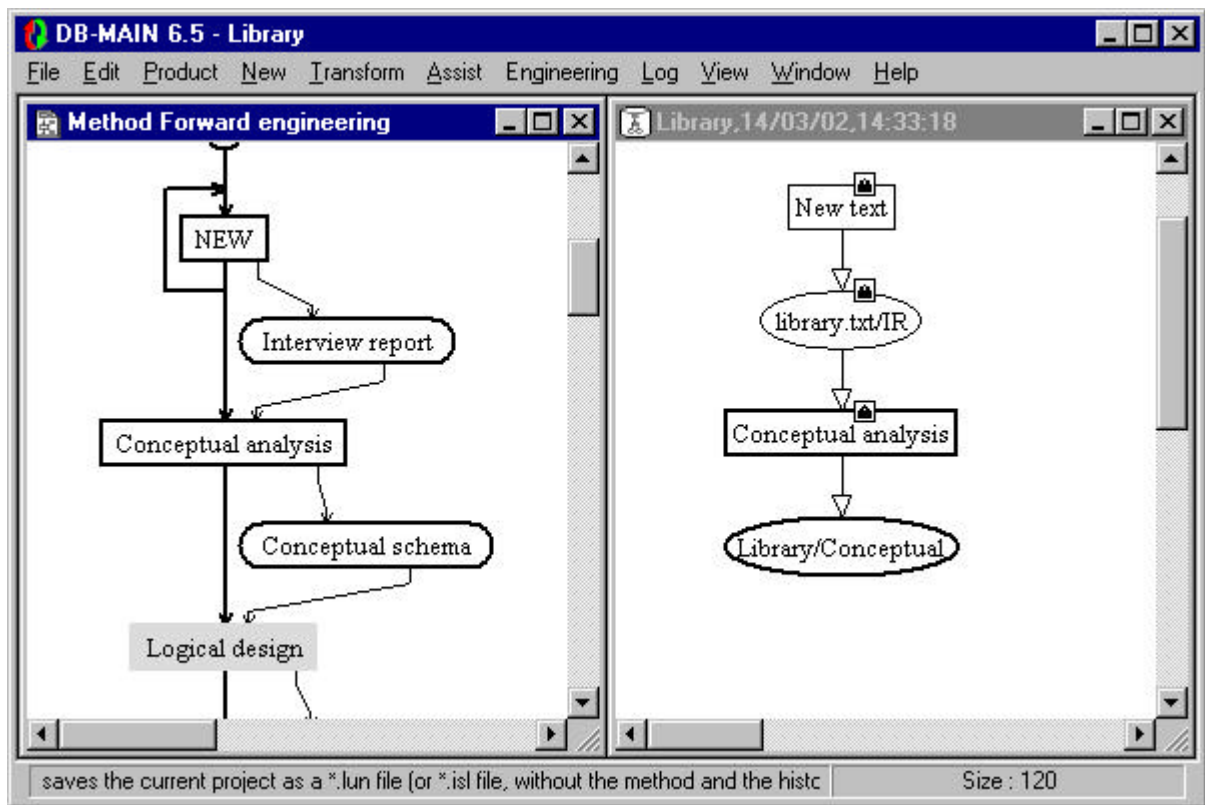 DB-MAIN 6.5 - Library
File Edit Product New Transform Assist Engineering Log View Window Help
Method Forward engineering
NEW
Interview report
Conceptual analysis
Conceptual schema
Logical design
Library,14/03/02,14:33:18
New text
library.txt/IR
Conceptual analysis
Library/Conceptual
saves the current project as a *.lun file (or *.isl file, without the method and the histo
Size : 120